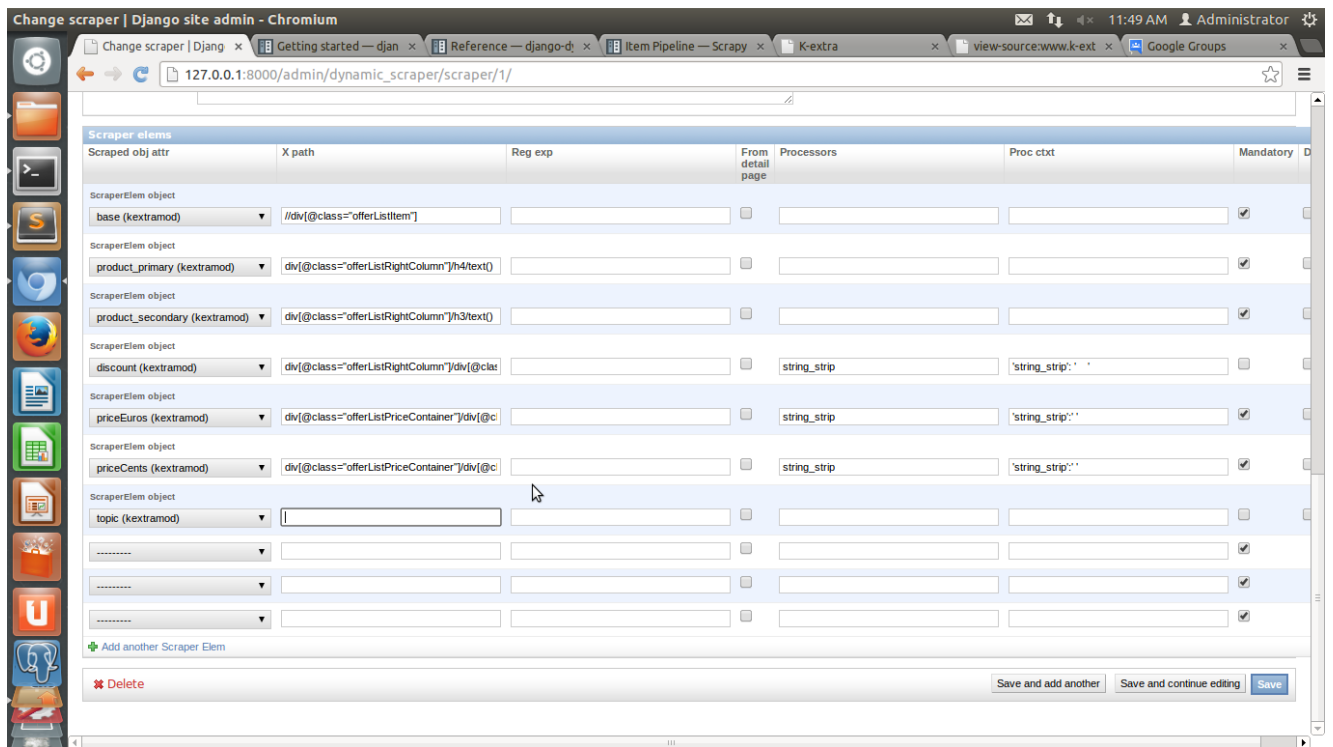 Change scraper | Django site admin - Chromium
11:49 AM Administrator
Change scraper | Djang
Getting started — djan
Reference — django-d
Item Pipeline — Scrapy
K-extra
view-source:www.k-ext
Google Groups
127.0.0.1:8000/admin/dynamic_scraper/scraper/1/
Scraper elems
Scraped obj attr X path Reg exp From detail page Processors Proc ctxt Mandatory D
ScraperElem object
base (kextramod) //div[@class="offerListItem"]
ScraperElem object
product_primary (kextramod) div[@class="offerListRightColumn"]/h4/text()
ScraperElem object
product_secondary (kextramod) div[@class="offerListRightColumn"]/h3/text()
ScraperElem object
discount (kextramod) div[@class="offerListRightColumn"]/div[@clas string_strip 'string_strip': '    '
ScraperElem object
priceEuros (kextramod) div[@class="offerListPriceContainer"]/div[@c string_strip 'string_strip':' '
ScraperElem object
priceCents (kextramod) div[@class="offerListPriceContainer"]/div[@c string_strip 'string_strip':' '
ScraperElem object
topic (kextramod)
---------
---------
---------
Add another Scraper Elem
Delete Save and add another Save and continue editing Save